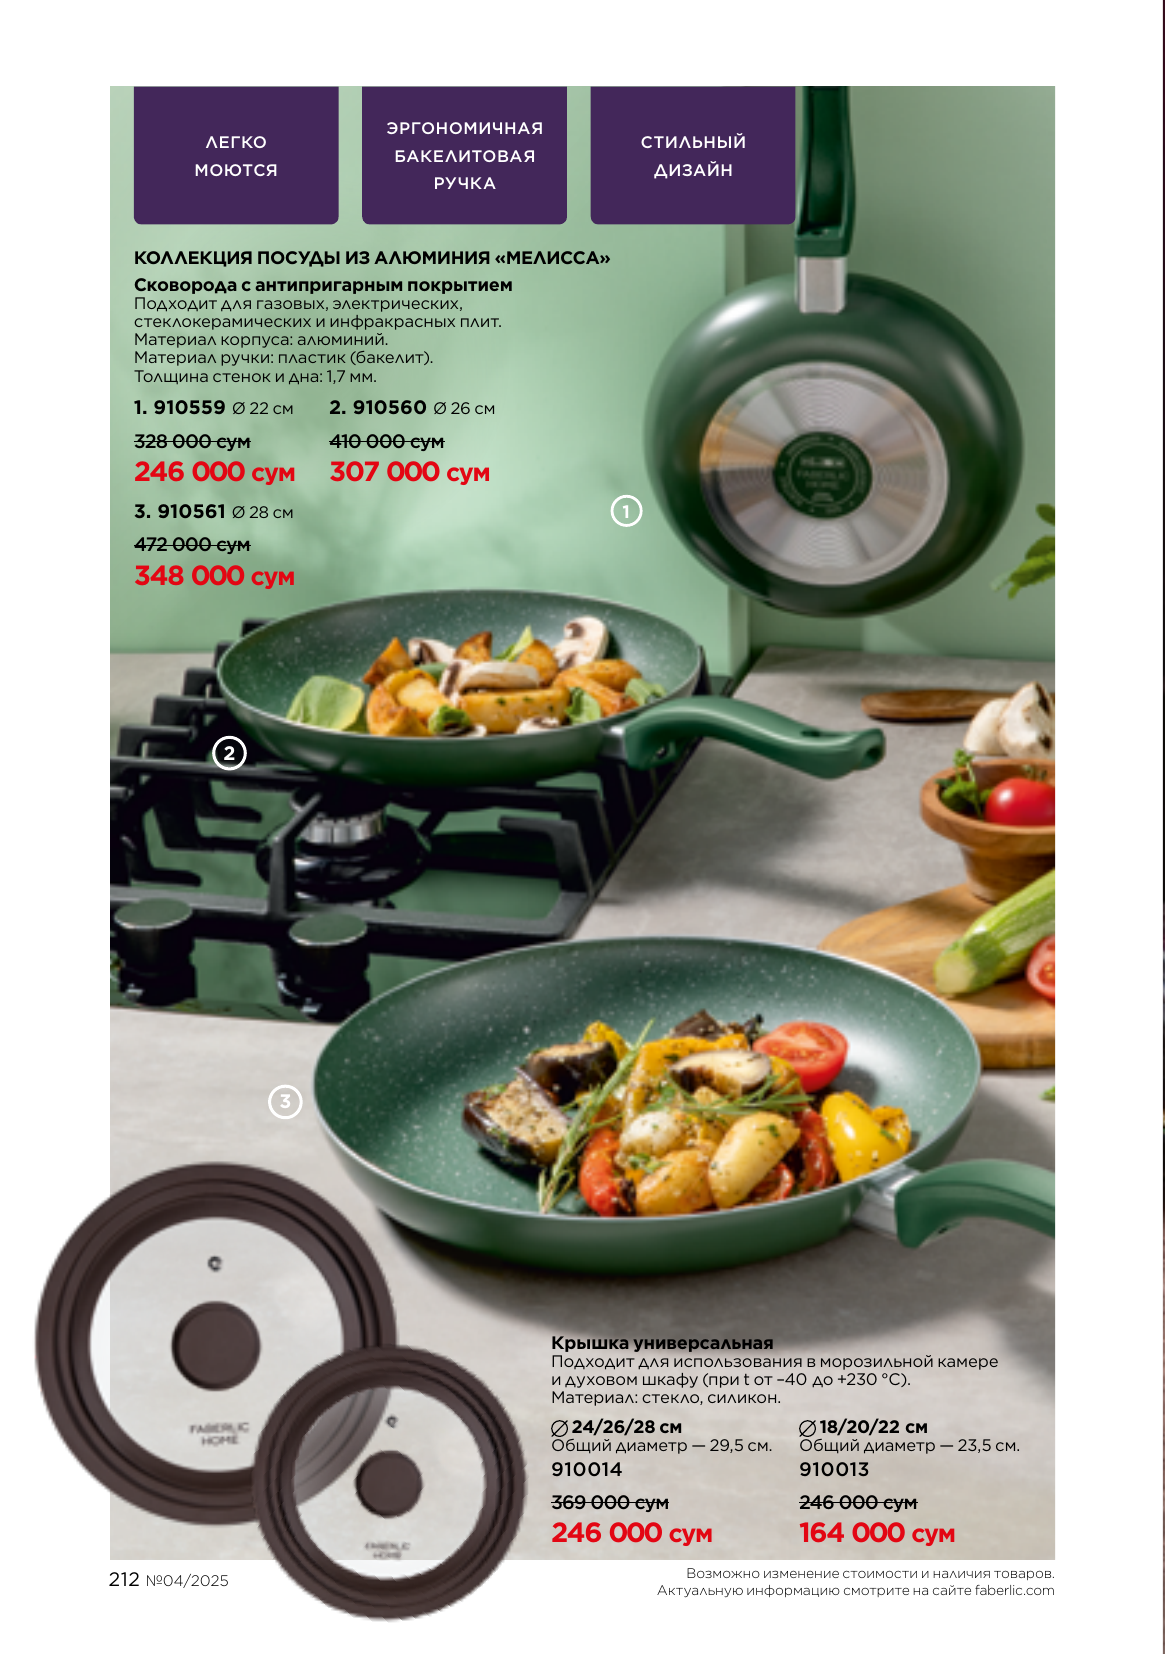 ЛЕГКО
МОЮТСЯ
ЭРГОНОМИЧНАЯ
БАКЕЛИТОВАЯ
РУЧКА
СТИЛЬНЫЙ
ДИЗАЙН
КОЛЛЕКЦИЯ ПОСУДЫ ИЗ АЛЮМИНИЯ «МЕЛИССА»
Сковорода с антипригарным покрытием
Подходит для газовых, электрических,
стеклокерамических и инфракрасных плит.
Материал корпуса: алюминий.
Материал ручки: пластик (бакелит).
Толщина стенок и дна: 1,7 мм.
1. 910559 Ø 22 см
328 000 сум
246 000 сум
2. 910560 Ø 26 см
410 000 сум
307 000 сум
3. 910561 Ø 28 см
472 000 сум
348 000 сум
FABERLIC
HOME
1
2
3
FABERLIC
HOME
FABERLIC
HOME
Крышка универсальная
Подходит для использования в морозильной камере
и духовом шкафу (при t от –40 до +230 °С).
Материал: стекло, силикон.
Ø 24/26/28 см
Общий диаметр — 29,5 см.
910014
369 000 сум
246 000 сум
Ø 18/20/22 см
Общий диаметр — 23,5 см.
910013
246 000 сум
164 000 сум
212 №04/2025
Возможно изменение стоимости и наличия товаров.
Актуальную информацию смотрите на сайте faberlic.com